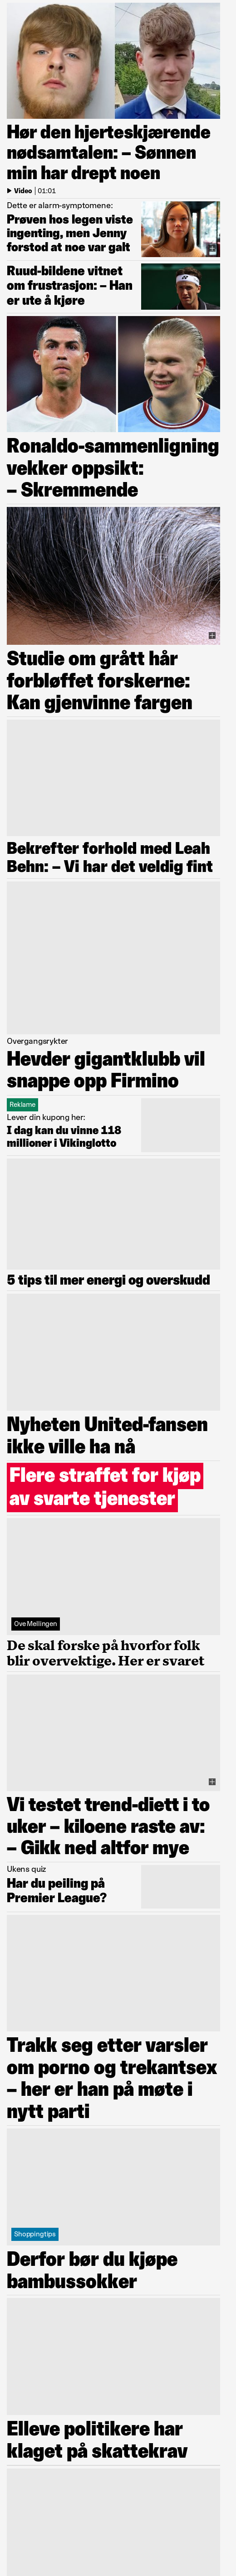 Hør den hjerteskjærende
nødsamtalen: – Sønnen
min har drept noen
Video | 01:01
Dette er alarm-symptomene:
Prøven hos legen viste
ingenting, men Jenny
forstod at noe var galt
Ruud-bildene vitnet
om frustrasjon: – Han
er ute å kjøre
Ronaldo-sammenligning
vekker oppsikt:
– Skremmende
Studie om grått hår
forbløffet forskerne:
Kan gjenvinne fargen
Bekrefter forhold med Leah
Behn: – Vi har det veldig fint
Overgangsrykter
Hevder gigantklubb vil
snappe opp Firmino
Reklame
Lever din kupong her:
I dag kan du vinne 118
millioner i Vikinglotto
5 tips til mer energi og overskudd
Nyheten United-fansen
ikke ville ha nå
Flere straffet for kjøp
av svarte tjenester
Ove Mellingen
De skal forske på hvorfor folk
blir overvektige. Her er svaret
Vi testet trend-diett i to
uker – kiloene raste av:
– Gikk ned altfor mye
Ukens quiz
Har du peiling på
Premier League?
Trakk seg etter varsler
om porno og trekantsex
– her er han på møte i
nytt parti
Shoppingtips
Derfor bør du kjøpe
bambussokker
Elleve politikere har
klaget på skattekrav